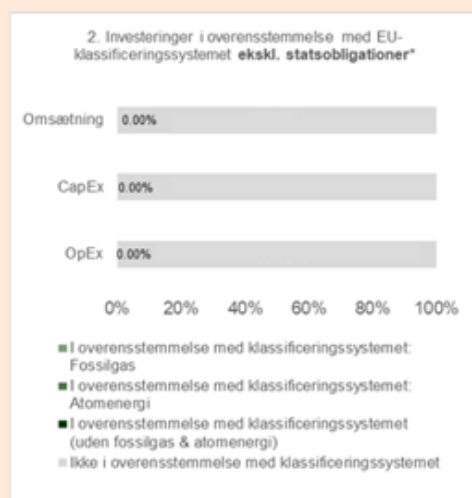 2. Investeringer i overensstemmelse med EU-
klassificeringssystemet ekskl. statsobligationer*
Omsætning 0.00%
CapEx 0.00%
OpEx 0.00%
0% 20% 40% 60% 80% 100%
I overensstemmelse med klassificeringssystemet:
Fossilgas
I overensstemmelse med klassificeringssystemet:
Atomenergi
I overensstemmelse med klassificeringssystemet
(uden fossilgas & atomenergi)
Ikke i overensstemmelse med klassificeringssystemet